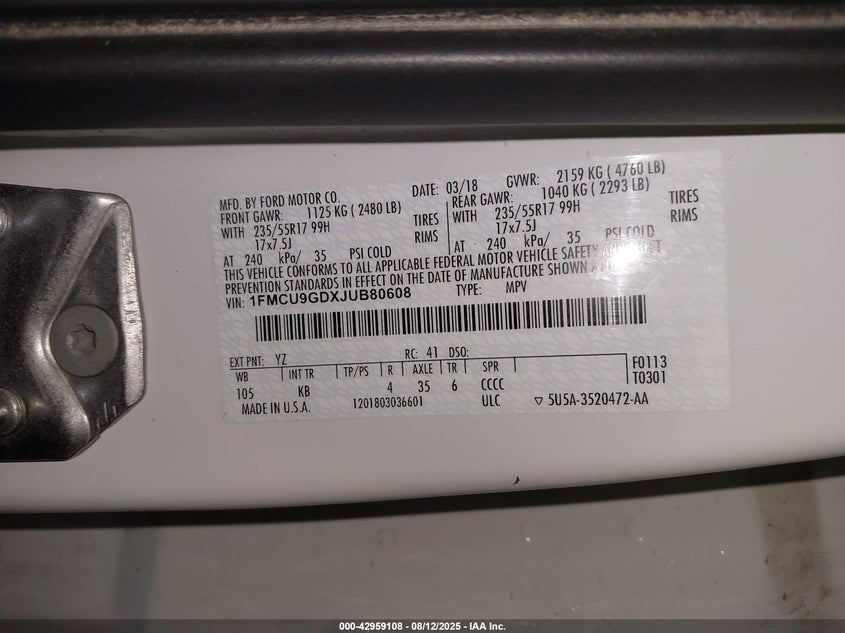 MFD. BY FORD MOTOR CO. DATE: 03/18 GVWR: 2159 KG ( 4760 LB)
FRONT GAWR: 1125 KG ( 2480 LB) REAR GAWR: 1040 KG ( 2293 LB)
WITH 235/55R17 99H TIRES WITH 235/55R17 99H TIRES
17x7.5J RIMS 17x7.5J RIMS
AT 240 kPa/ 35 PSI COLD AT 240 kPa/ 35 PSI COLD
THIS VEHICLE CONFORMS TO ALL APPLICABLE FEDERAL MOTOR VEHICLE SAFETY AND THEFT
PREVENTION STANDARDS IN EFFECT ON THE DATE OF MANUFACTURE SHOWN
VIN: 1FMCU9GDXJUB80608 TYPE: MPV
EXT PNT: YZ RC: 41 DSO:
WB INT TR TP/PS R AXLE TR SPR F0113
105 KB 4 35 6 CCCC T0301
MADE IN U.S.A. 1201803036601 ULC ▽ 5U5A-3520472-AA
000-42959108 - 08/12/2025 - IAA Inc.